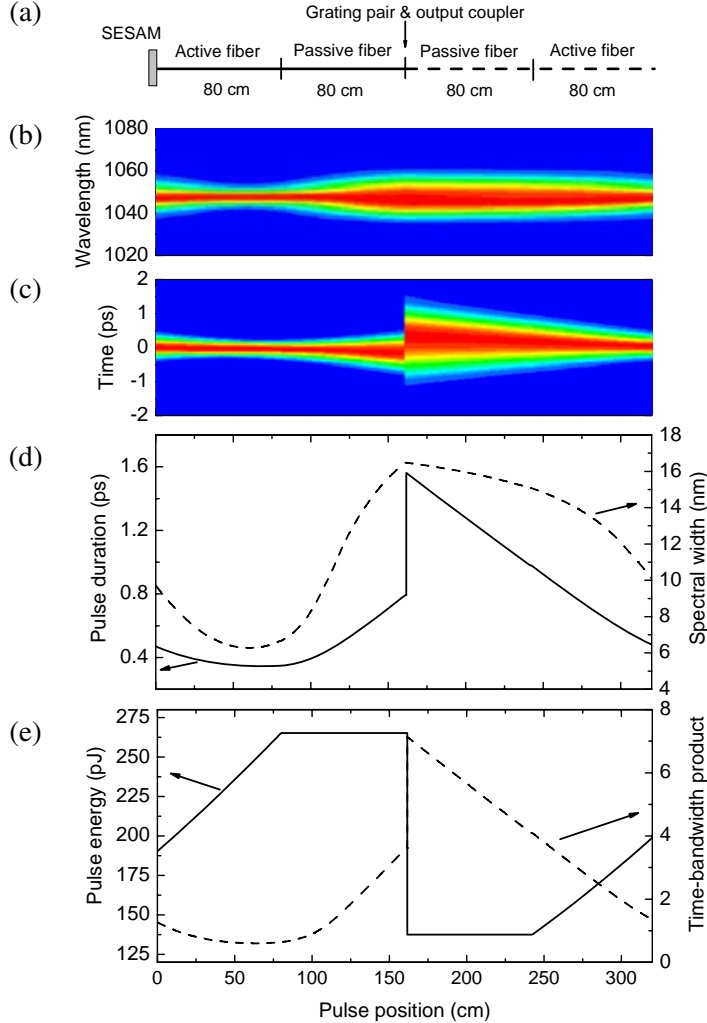 (a)
Grating pair & output coupler
SESAM
Active fiber
Passive fiber
Passive fiber
Active fiber
80 cm
80 cm
80 cm
80 cm
(b)
Wavelength (nm)
1080
1060
1040
1020
(c)
Time (ps)
2
1
0
-1
-2
(d)
Pulse duration (ps)
1.6
1.2
0.8
0.4
18
16
14
12
10
8
6
4
Spectral width (nm)
(e)
Pulse energy (pJ)
275
250
225
200
175
150
125
8
6
4
2
0
Time-bandwidth product
0
50
100
150
200
250
300
Pulse position (cm)